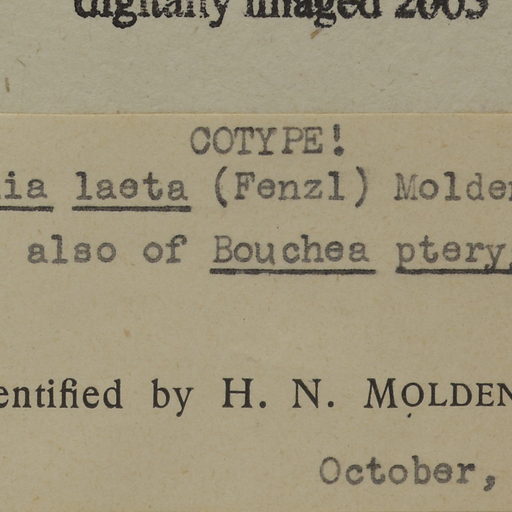 digitally imaged 2003
COTYPE!
ia laeta (Fenzl) Molden
also of Bouchea ptery
entified by H. N. MOLDEN
October,